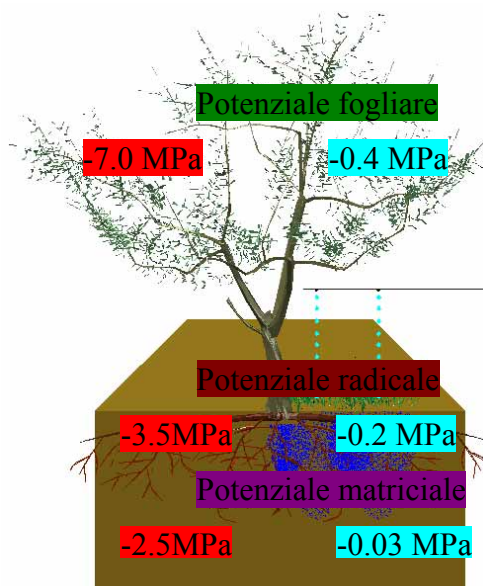 Potenziale fogliare
-7.0 MPa -0.4 MPa
Potenziale radicale
-3.5MPa -0.2 MPa
Potenziale matriciale
-2.5MPa -0.03 MPa